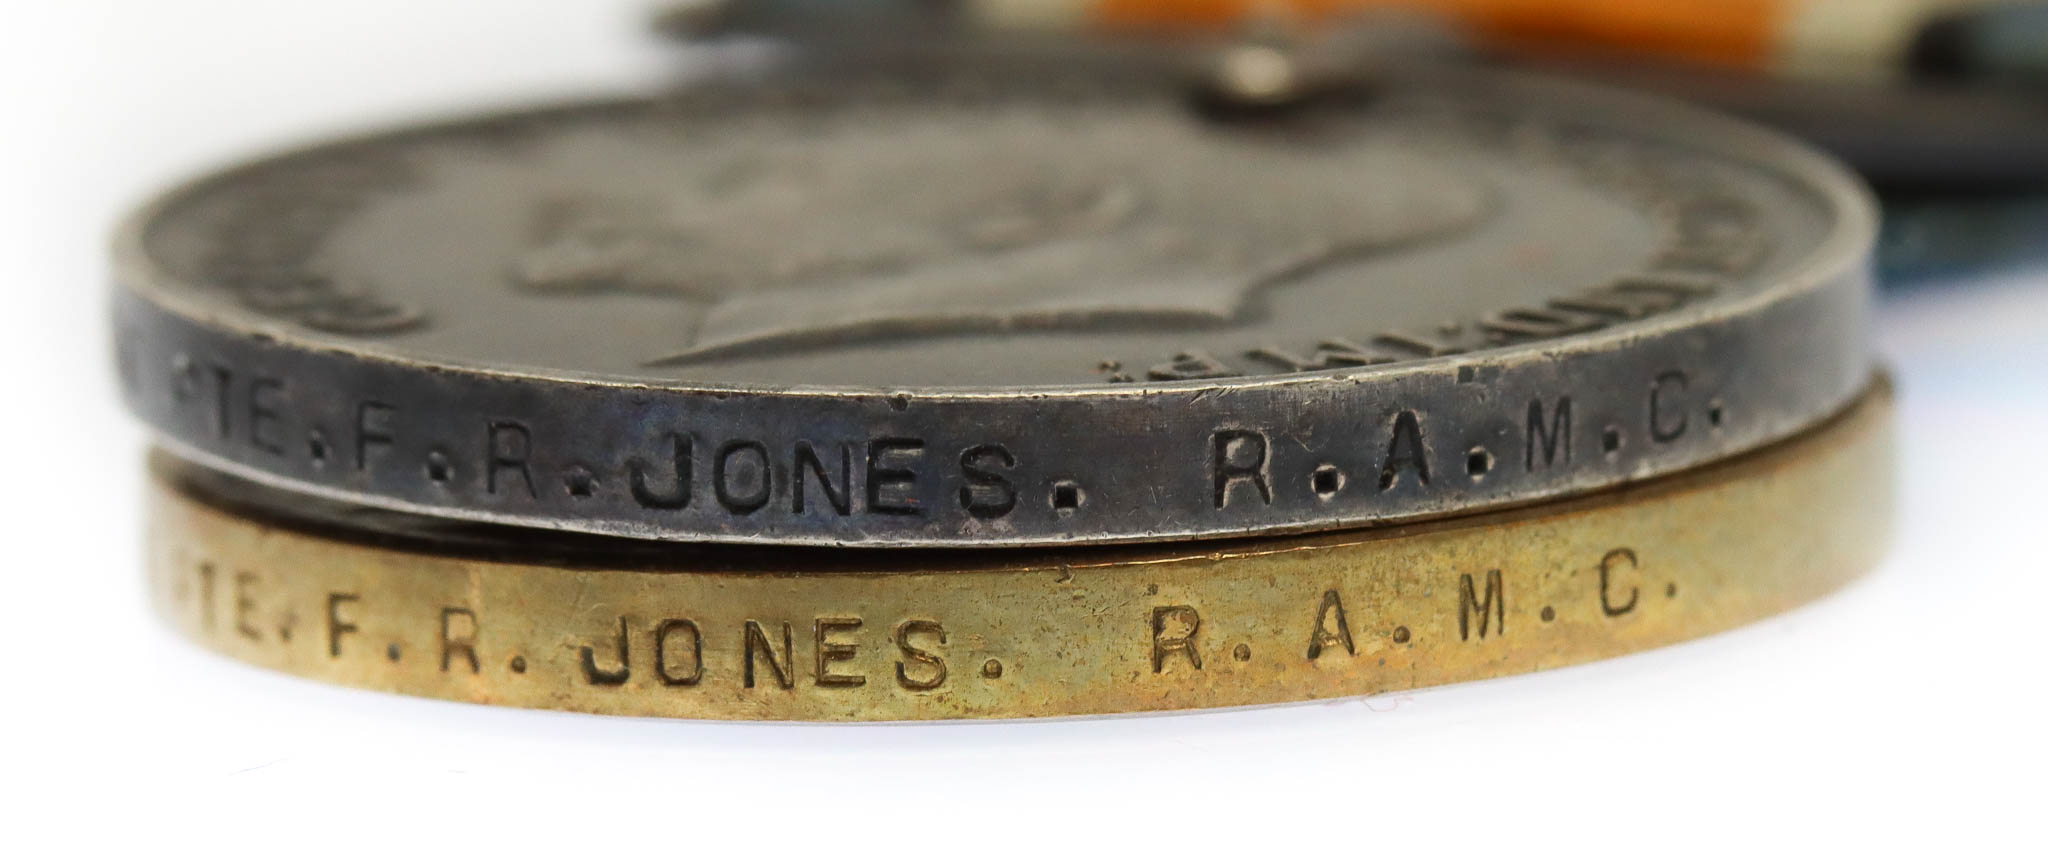 PTE. F. R. JONES. R. A. M. C.
PTE. F. R. JONES. R. A. M. C.